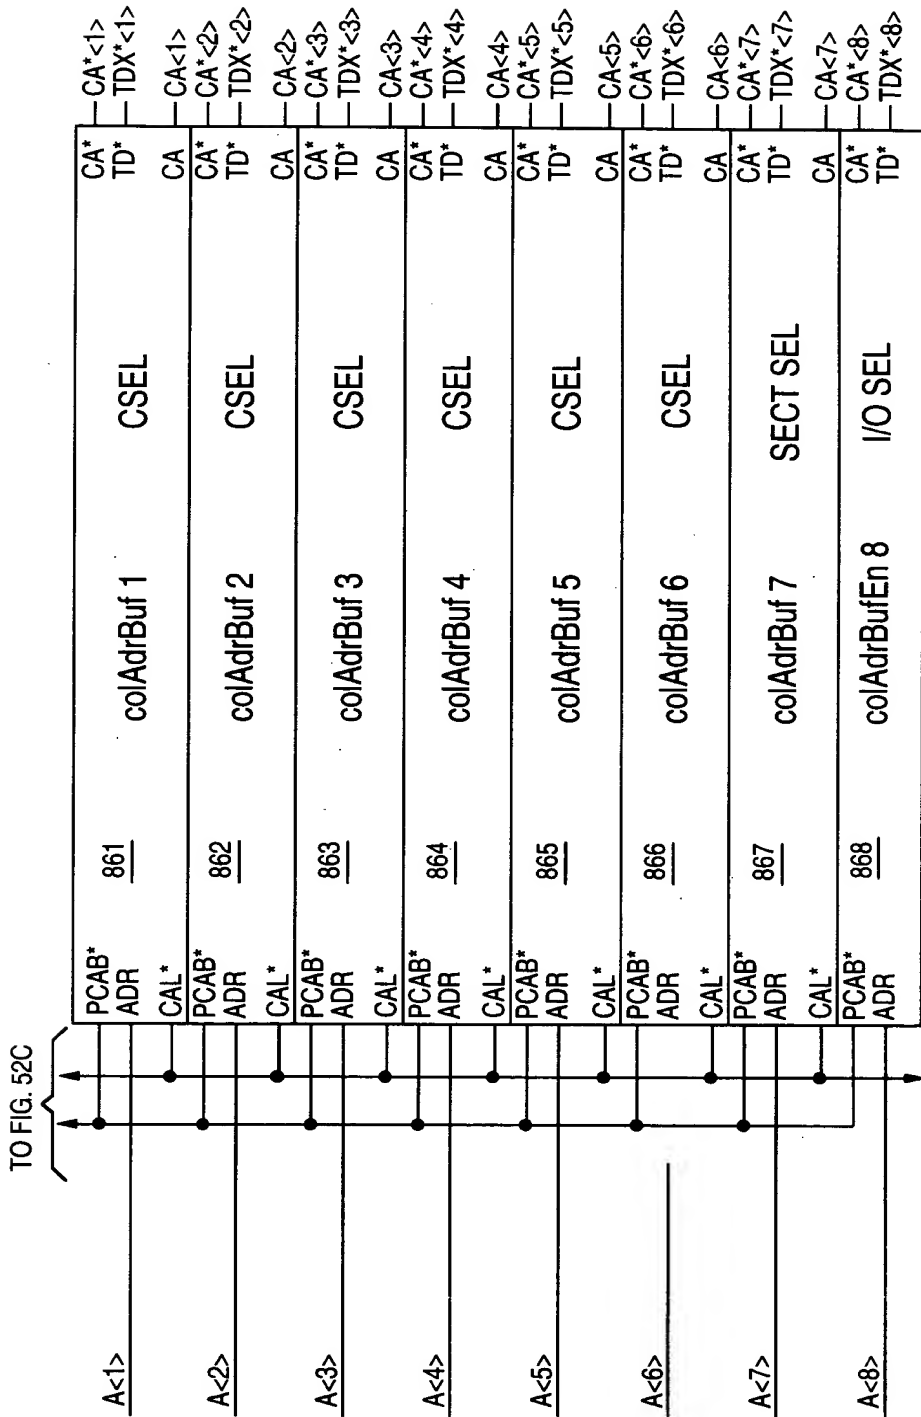 TO FIG. 52C
A<1>
PCAB*
ADR
CAL*
861
colAdrBuf 1
CSEL
CA*
TD*
CA
CA*<1>
TDX*<1>
CA<1>
A<2>
PCAB*
ADR
CAL*
862
colAdrBuf 2
CSEL
CA*
TD*
CA
CA*<2>
TDX*<2>
CA<2>
A<3>
PCAB*
ADR
CAL*
863
colAdrBuf 3
CSEL
CA*
TD*
CA
CA*<3>
TDX*<3>
CA<3>
A<4>
PCAB*
ADR
CAL*
864
colAdrBuf 4
CSEL
CA*
TD*
CA
CA*<4>
TDX*<4>
CA<4>
A<5>
PCAB*
ADR
CAL*
865
colAdrBuf 5
CSEL
CA*
TD*
CA
CA*<5>
TDX*<5>
CA<5>
A<6>
PCAB*
ADR
CAL*
866
colAdrBuf 6
CSEL
CA*
TD*
CA
CA*<6>
TDX*<6>
CA<6>
A<7>
PCAB*
ADR
CAL*
867
colAdrBuf 7
SECT SEL
CA*
TD*
CA
CA*<7>
TDX*<7>
CA<7>
A<8>
PCAB*
ADR
868
colAdrBufEn 8
I/O SEL
CA*
TD*
CA*<8>
TDX*<8>